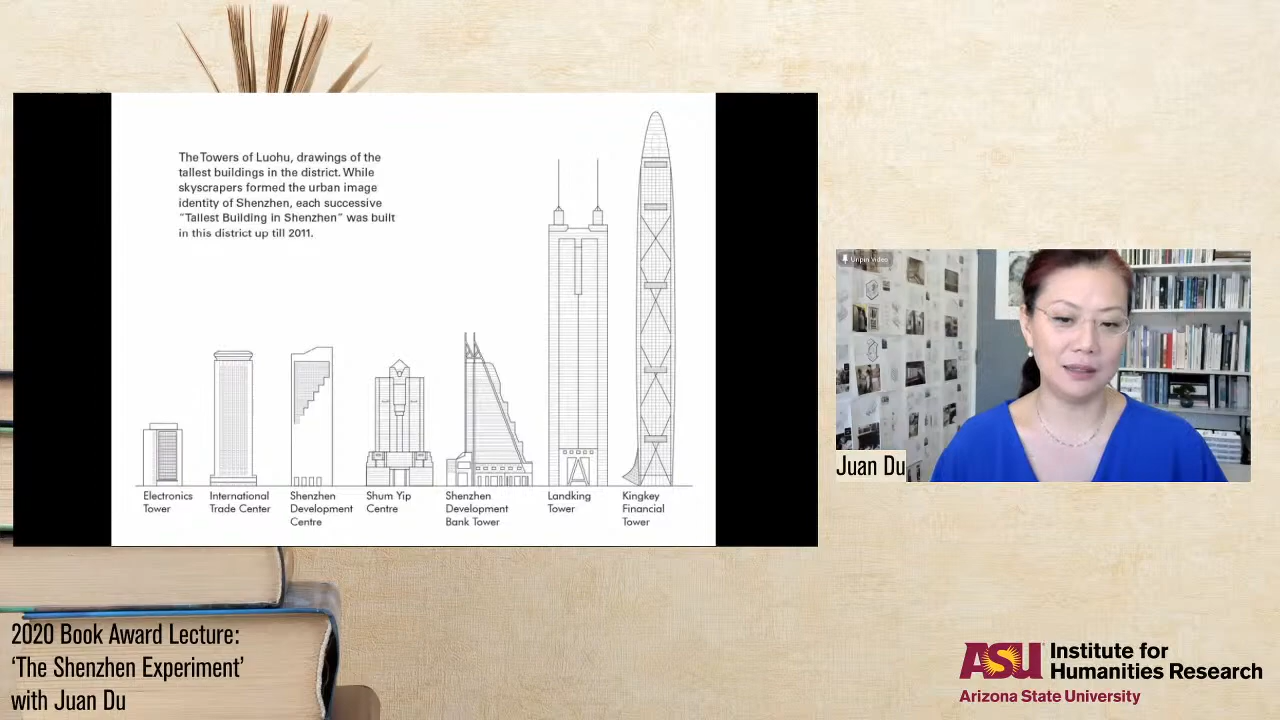 The Towers of Luohu, drawings of the
tallest buildings in the district. While
skyscrapers formed the urban image
identity of Shenzhen, each successive
“Tallest Building in Shenzhen” was built
in this district up till 2011.
Electronics
Tower
International
Trade Center
Shenzhen
Development
Centre
Shum Yip
Centre
Shenzhen
Development
Bank Tower
Landking
Tower
Kingkey
Financial
Tower
Unpin Video
Juan Du
2020 Book Award Lecture:
‘The Shenzhen Experiment’
with Juan Du
ASU Institute for
Humanities Research
Arizona State University